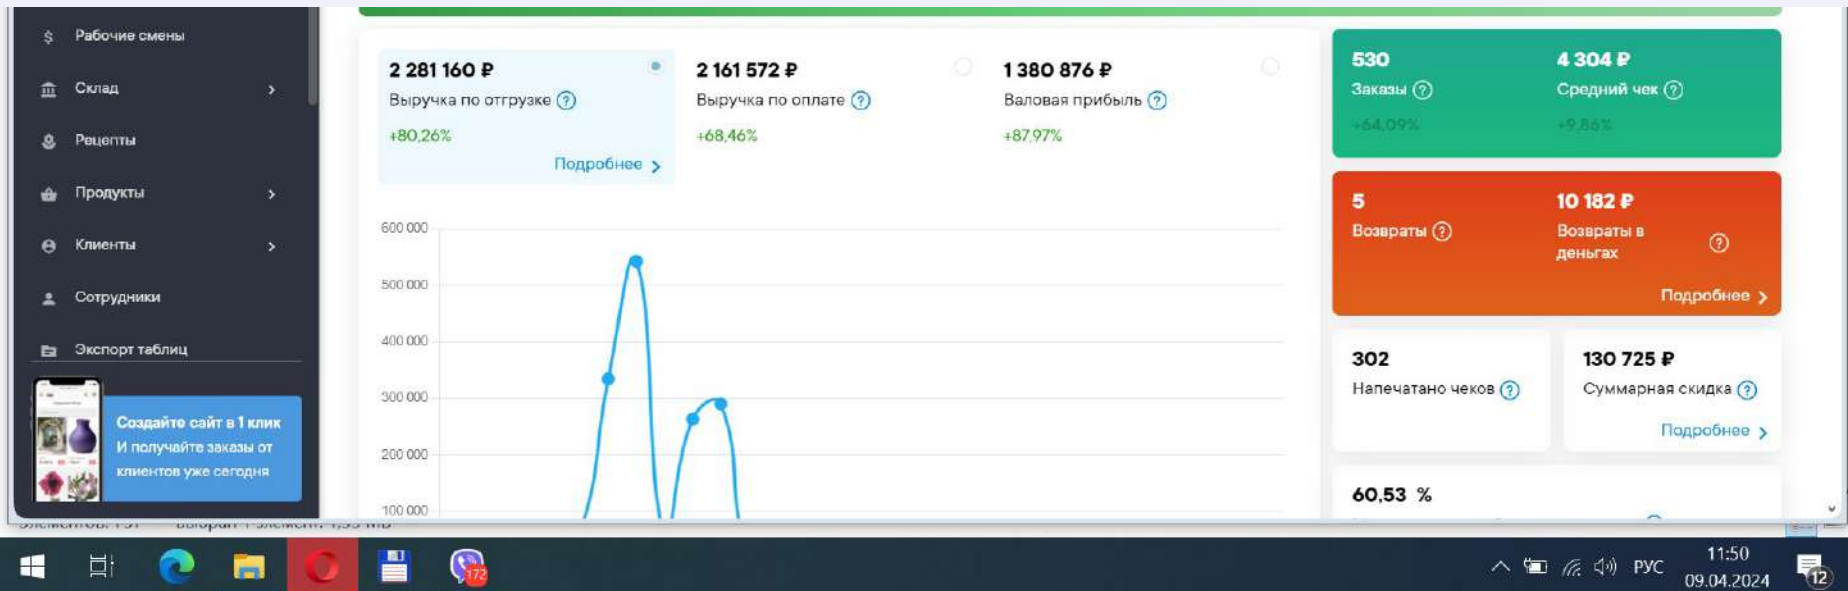 Рабочие смены
Склад
Рецепты
Продукты
Клиенты
Сотрудники
Экспорт таблиц
Создайте сайт в 1 клик
И получайте заказы от
клиентов уже сегодня
2 281 160 ₽
Выручка по отгрузке
+80,26%
Подробнее
2 161 572 ₽
Выручка по оплате
+68,46%
1 380 876 ₽
Валовая прибыль
+87,97%
600 000
500 000
400 000
300 000
200 000
100 000
530
Заказы
+64,09%
4 304 ₽
Средний чек
+9,86%
5
Возвраты
10 182 ₽
Возвраты в
деньгах
Подробнее
302
Напечатано чеков
130 725 ₽
Суммарная скидка
Подробнее
60,53 %
172
РУС
11:50
09.04.2024
12